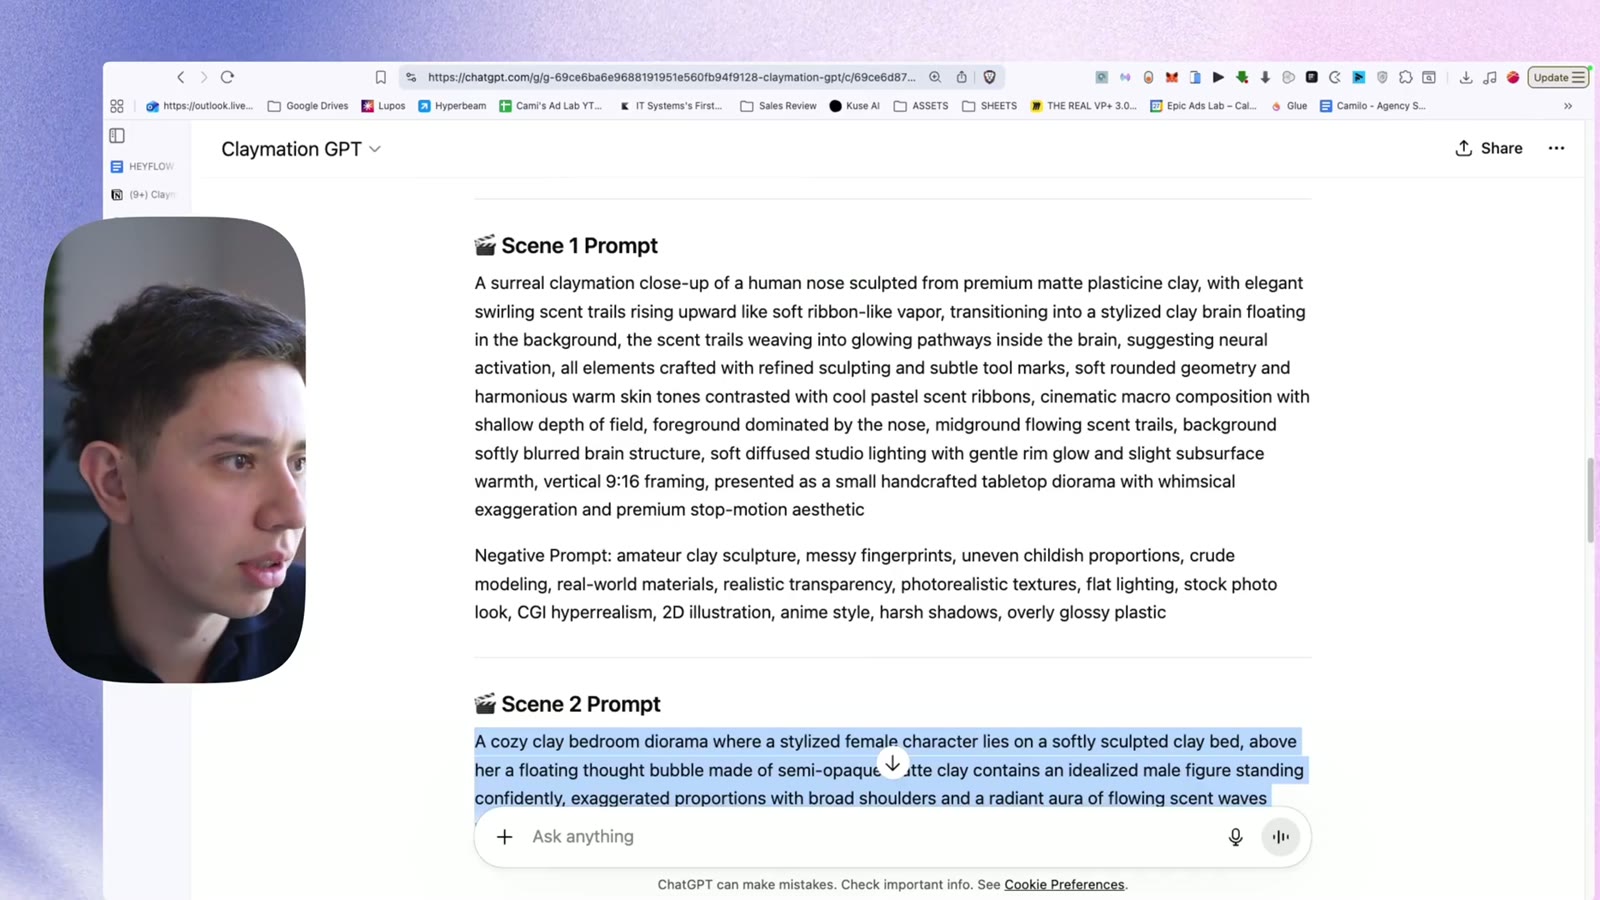 https://chatgpt.com/g/g-69ce6ba6e9688191951e560fb94f9128-claymation-gpt/c/69ce6d87...
Update
https://outlook.live...
Google Drives
Lupos
Hyperbeam
Cami's Ad Lab YT...
IT Systems's First...
Sales Review
Kuse AI
ASSETS
SHEETS
THE REAL VP+ 3.0...
Epic Ads Lab – Cal...
Glue
Camilo - Agency S...
HEYFLOW
(9+) Clay
Claymation GPT
Share
Scene 1 Prompt
A surreal claymation close-up of a human nose sculpted from premium matte plasticine clay, with elegant
swirling scent trails rising upward like soft ribbon-like vapor, transitioning into a stylized clay brain floating
in the background, the scent trails weaving into glowing pathways inside the brain, suggesting neural
activation, all elements crafted with refined sculpting and subtle tool marks, soft rounded geometry and
harmonious warm skin tones contrasted with cool pastel scent ribbons, cinematic macro composition with
shallow depth of field, foreground dominated by the nose, midground flowing scent trails, background
softly blurred brain structure, soft diffused studio lighting with gentle rim glow and slight subsurface
warmth, vertical 9:16 framing, presented as a small handcrafted tabletop diorama with whimsical
exaggeration and premium stop-motion aesthetic
Negative Prompt: amateur clay sculpture, messy fingerprints, uneven childish proportions, crude
modeling, real-world materials, realistic transparency, photorealistic textures, flat lighting, stock photo
look, CGI hyperrealism, 2D illustration, anime style, harsh shadows, overly glossy plastic
Scene 2 Prompt
A cozy clay bedroom diorama where a stylized female character lies on a softly sculpted clay bed, above
her a floating thought bubble made of semi-opaque clay contains an idealized male figure standing
confidently, exaggerated proportions with broad shoulders and a radiant aura of flowing scent waves
Ask anything
ChatGPT can make mistakes. Check important info. See Cookie Preferences.